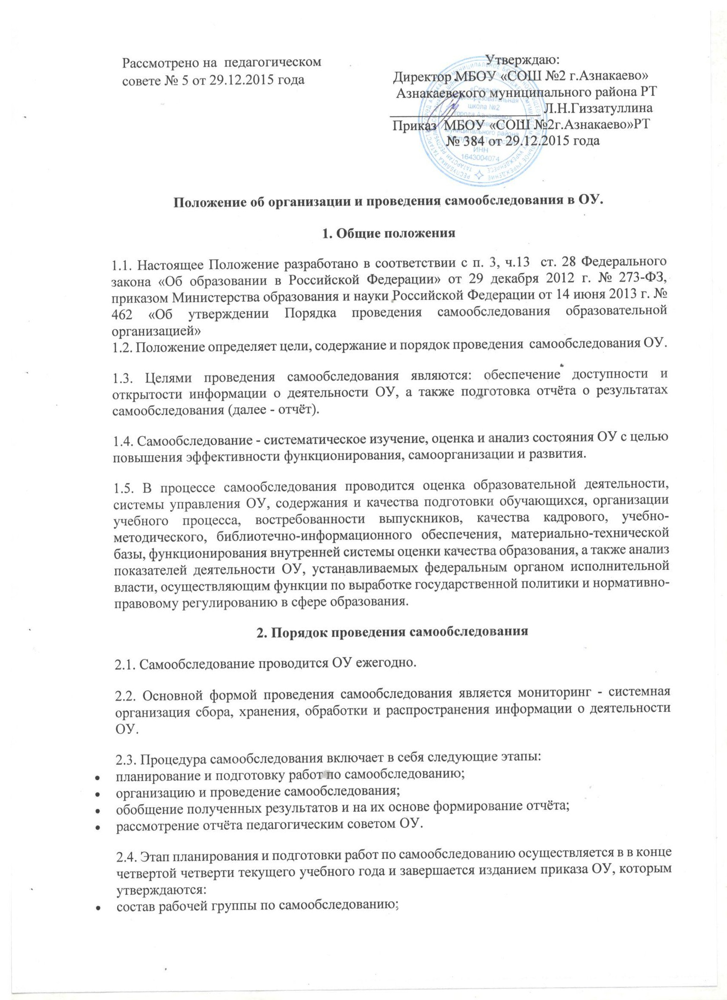 Рассмотрено на педагогическом
совете № 5 от 29.12.2015 года
Утверждаю:
Директор МБОУ «СОШ №2 г.Азнакаево»
Азнакаевского муниципального района РТ
Л.Н.Гиззатуллина
Приказ МБОУ «СОШ №2г.Азнакаево»РТ
№ 384 от 29.12.2015 года
«Средняя
общеобразовательная
школа №2
города Азнакаево»
муниципального района
ИНН
1643004074
Положение об организации и проведения самообследования в ОУ.
1. Общие положения
1.1. Настоящее Положение разработано в соответствии с п. 3, ч.13 ст. 28 Федерального
закона «Об образовании в Российской Федерации» от 29 декабря 2012 г. № 273-ФЗ,
приказом Министерства образования и науки Российской Федерации от 14 июня 2013 г. №
462 «Об утверждении Порядка проведения самообследования образовательной
организацией»
1.2. Положение определяет цели, содержание и порядок проведения самообследования ОУ.
1.3. Целями проведения самообследования являются: обеспечение доступности и
открытости информации о деятельности ОУ, а также подготовка отчёта о результатах
самообследования (далее - отчёт).
1.4. Самообследование - систематическое изучение, оценка и анализ состояния ОУ с целью
повышения эффективности функционирования, самоорганизации и развития.
1.5. В процессе самообследования проводится оценка образовательной деятельности,
системы управления ОУ, содержания и качества подготовки обучающихся, организации
учебного процесса, востребованности выпускников, качества кадрового, учебно-
методического, библиотечно-информационного обеспечения, материально-технической
базы, функционирования внутренней системы оценки качества образования, а также анализ
показателей деятельности ОУ, устанавливаемых федеральным органом исполнительной
власти, осуществляющим функции по выработке государственной политики и нормативно-
правовому регулированию в сфере образования.
2. Порядок проведения самообследования
2.1. Самообследование проводится ОУ ежегодно.
2.2. Основной формой проведения самообследования является мониторинг - системная
организация сбора, хранения, обработки и распространения информации о деятельности
ОУ.
2.3. Процедура самообследования включает в себя следующие этапы:
• планирование и подготовку работ по самообследованию;
• организацию и проведение самообследования;
• обобщение полученных результатов и на их основе формирование отчёта;
• рассмотрение отчёта педагогическим советом ОУ.
2.4. Этап планирования и подготовки работ по самообследованию осуществляется в в конце
четвертой четверти текущего учебного года и завершается изданием приказа ОУ, которым
утверждаются:
• состав рабочей группы по самообследованию;